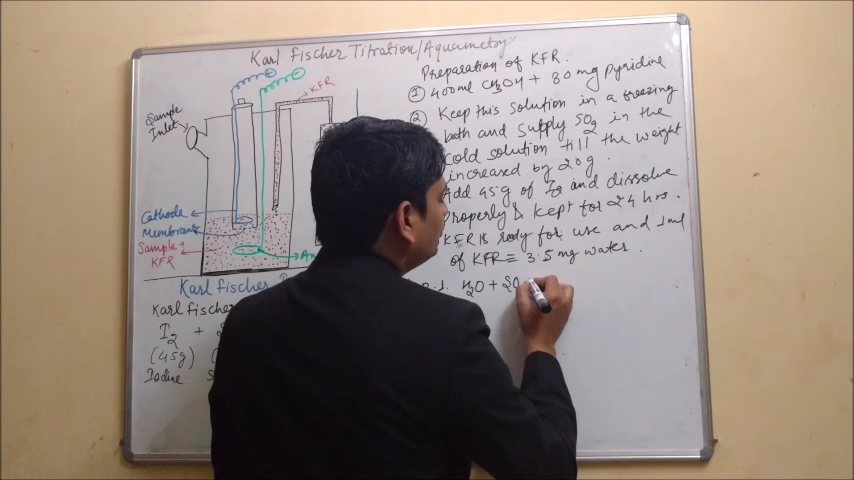 Karl Fischer Titration/Aquametry
KFR
Sample
Inlet
Cathode
Membrane
Sample+
KFR
Karl Fischer
Karl Fischer
I2 +
(45g)
Iodine
Preparation of KFR.
① 400ml CH3OH + 80mg Pyridine
② Keep this solution in a freezing
bath and supply SO2 in the
cold solution till the weight
increased by 20g.
Add 45g of I2 and dissolve
Properly & Kept for 24 hrs.
KFR is ready for use and 1ml
of KFR ≡ 3.5 mg water.
H2O + SO